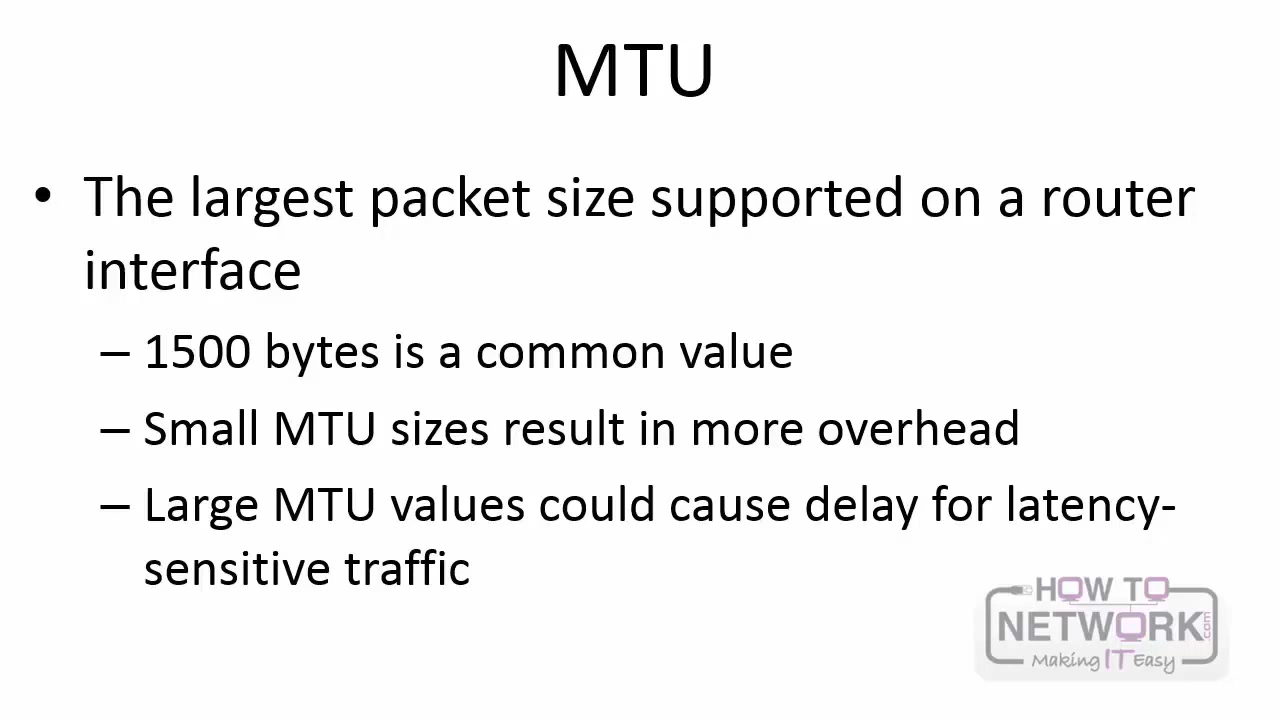 MTU
• The largest packet size supported on a router
interface
– 1500 bytes is a common value
– Small MTU sizes result in more overhead
– Large MTU values could cause delay for latency-
sensitive traffic
HOW TO
NETWORK.com
Making IT Easy